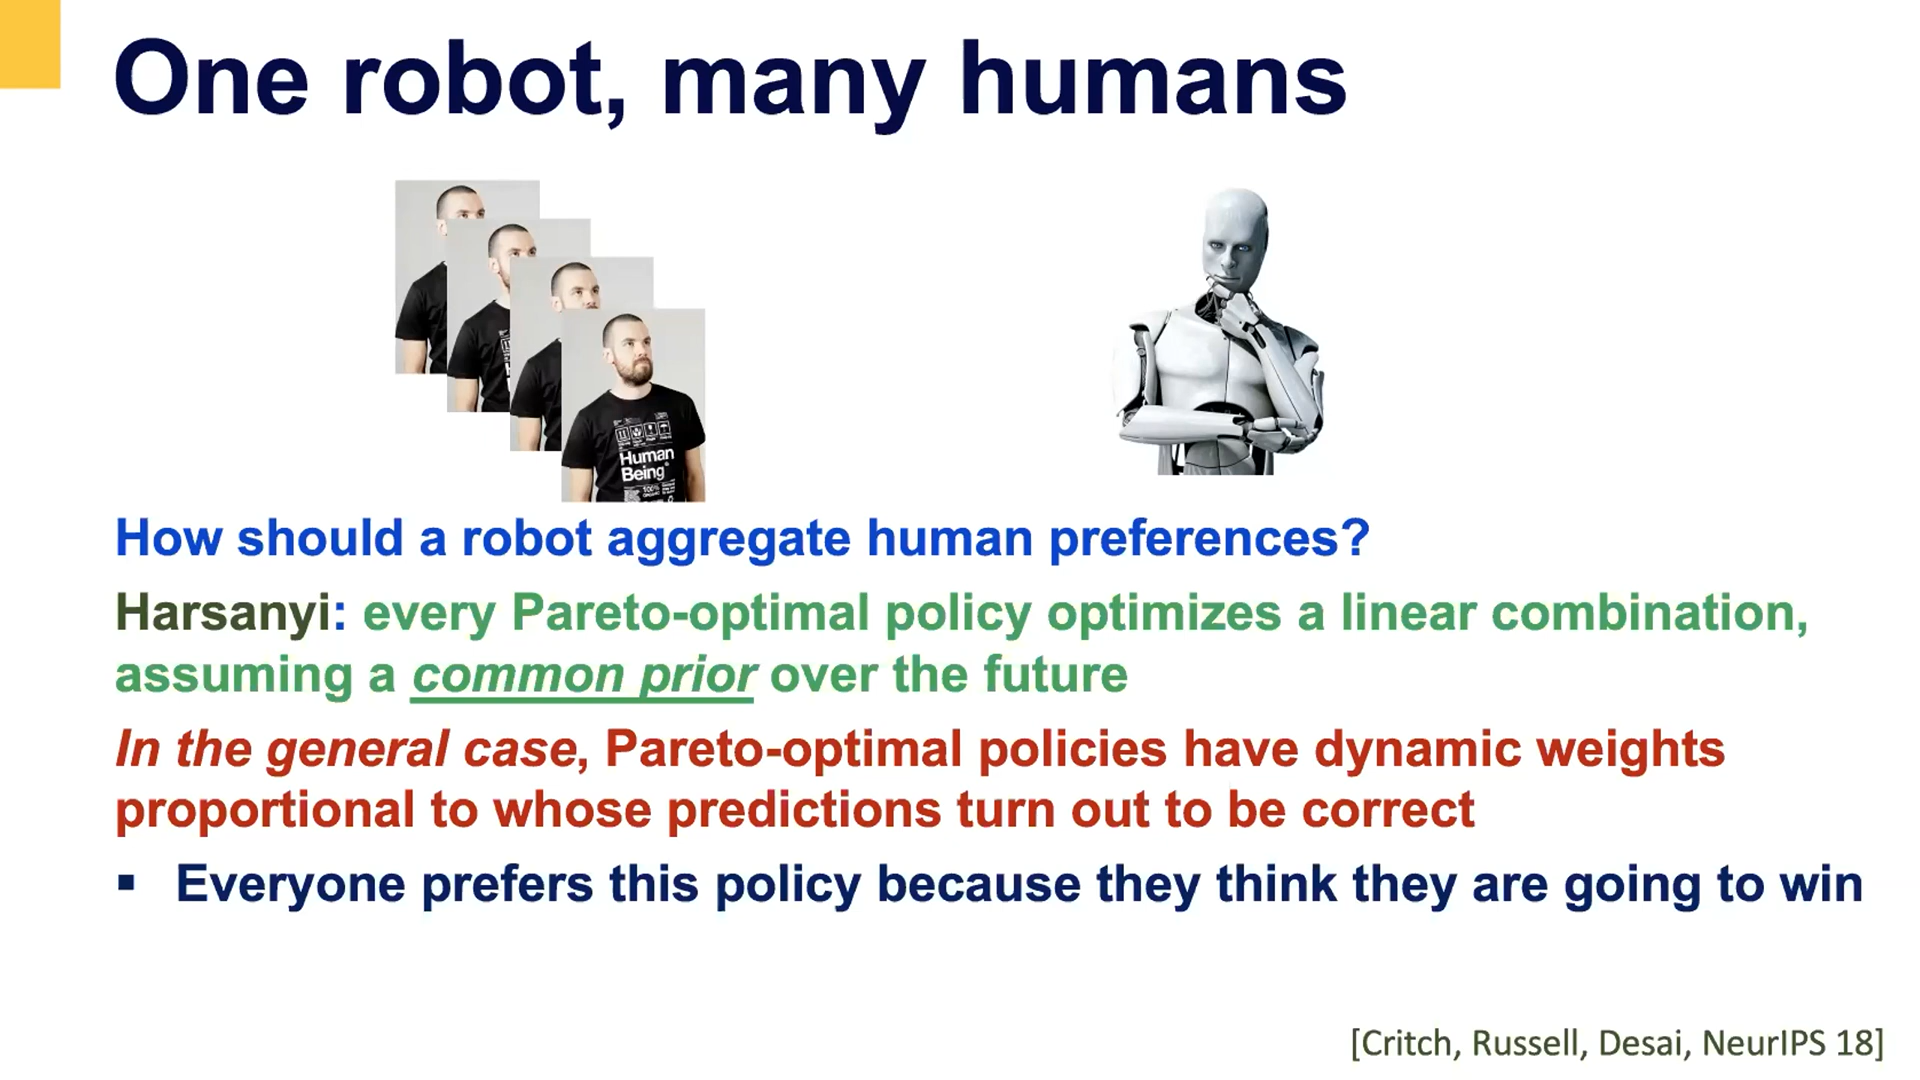 One robot, many humans
Human
Being
100%
How should a robot aggregate human preferences?
Harsanyi: every Pareto-optimal policy optimizes a linear combination,
assuming a common prior over the future
In the general case, Pareto-optimal policies have dynamic weights
proportional to whose predictions turn out to be correct
▪ Everyone prefers this policy because they think they are going to win
[Critch, Russell, Desai, NeurIPS 18]